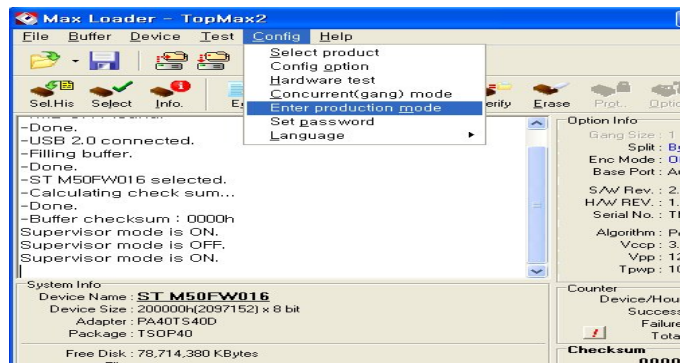 Max Loader - TopMax2
File Buffer Device Test Config Help
Select product
Config option
Hardware test
Concurrent(gang) mode
Enter production mode
Set password
Language
Sel.His Select Info. Erase Prot..
-Done.
-USB 2.0 connected.
-Filling buffer.
-Done.
-ST M50FW016 selected.
-Calculating check sum...
-Done.
-Buffer checksum : 0000h
Supervisor mode is ON.
Supervisor mode is OFF.
Supervisor mode is ON.
Option Info
Gang Size : 1
Split :
Enc Mode :
Base Port :
S/W Rev. : 2.
H/W REV. : 1.
Serial No. :
Algorithm :
Vccp : 3.
Vpp : 12
Tpwp : 10
System Info
Device Name : ST M50FW016
Device Size : 200000h(2097152) x 8 bit
Adapter : PA40TS40D
Package : TSOP40
Free Disk : 78,714,380 KBytes
Counter
Device/Hou
Success
Failure
Tota
Checksum
0000